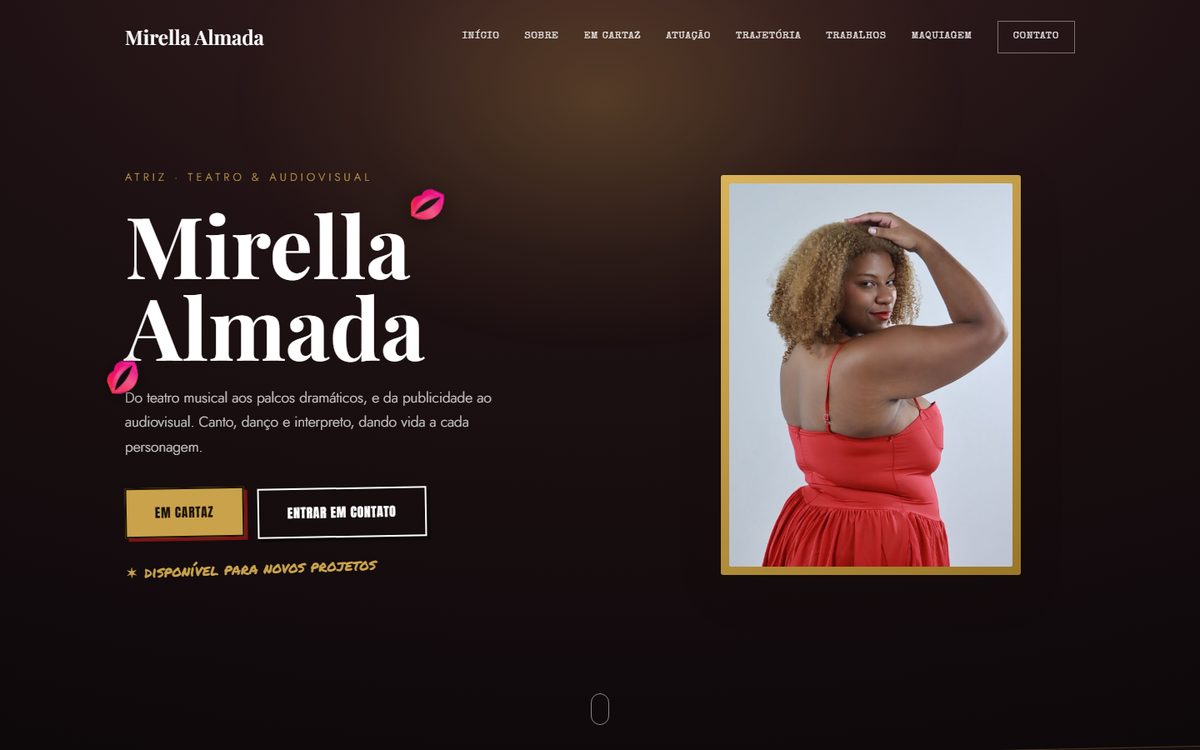 Mirella Almada
INÍCIO SOBRE EM CARTAZ ATUAÇÃO TRAJETÓRIA TRABALHOS MAQUIAGEM CONTATO
ATRIZ · TEATRO & AUDIOVISUAL
Mirella
Almada
Do teatro musical aos palcos dramáticos, e da publicidade ao
audiovisual. Canto, danço e interpreto, dando vida a cada
personagem.
EM CARTAZ ENTRAR EM CONTATO
✶ DISPONÍVEL PARA NOVOS PROJETOS